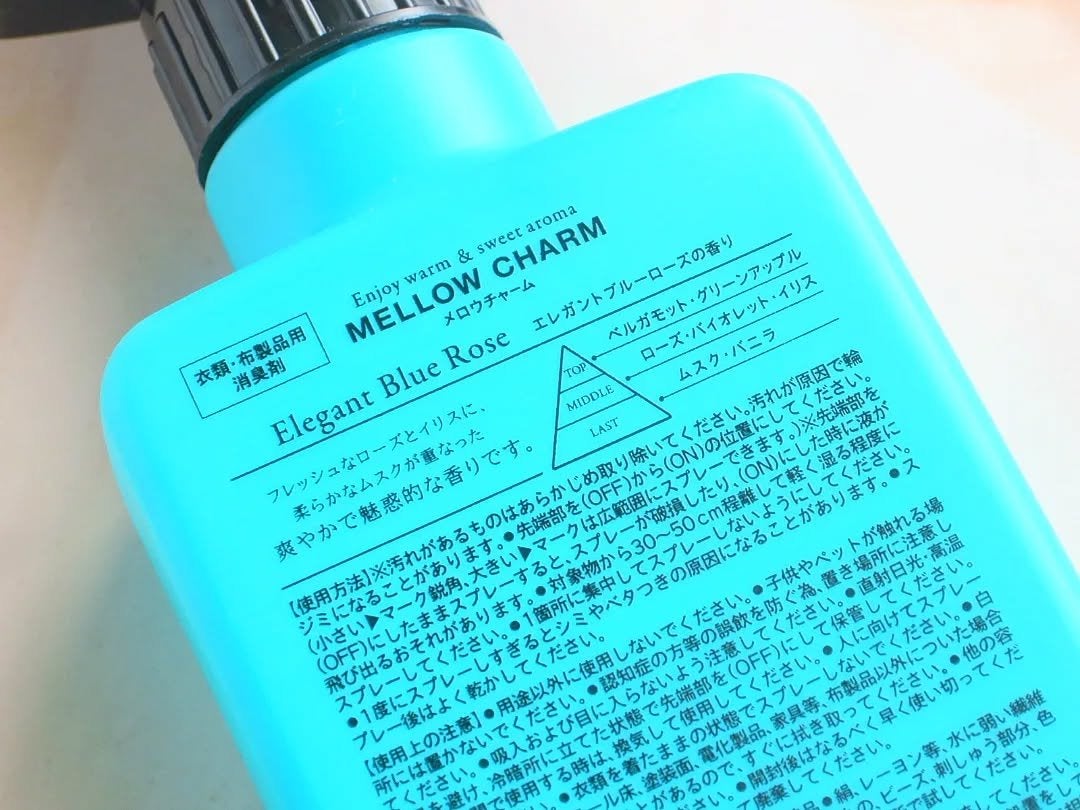 Enjoy warm & sweet aroma
MELLOW CHARM
メロウチャーム
衣類・布製品用
消臭剤
Elegant Blue Rose エレガントブルーローズの香り
フレッシュなローズとイリスに、
柔らかなムスクが重なった
爽やかで魅惑的な香りです。
TOP ベルガモット・グリーンアップル
MIDDLE ローズ・バイオレット・イリス
LAST ムスク・バニラ
【使用方法】※汚れがあるものはあらかじめ取り除いてください。汚れが原因で輪
ジミになることがあります。●先端部を(OFF)から(ON)の位置にしてください。
(小さい▶マーク鋭角、大きい▶マークは広範囲にスプレーできます。)※先端部を
(OFF)にしたままスプレーすると、スプレーが破損したり、(ON)にした時に液が
飛び出るおそれがあります。●対象物から30〜50cm程離して軽く湿る程度に
スプレーしてください。●1箇所に集中してスプレーしないようにしてください。
●1度にスプレーしすぎるとシミやベタつきの原因になることがあります。●ス
プレー後はよく乾かしてください。
【使用上の注意】●用途以外に使用しないでください。●子供やペットが触れる場
所には置かないでください。●認知症の方等の誤飲を防ぐ為、置き場所に注意し
てください。●吸入および目に入らないよう注意してください。●直射日光・高温
を避け、冷暗所に立てた状態で先端部を(OFF)にして保管してください。
で使用する時は、換気して使用してください。●人に向けてスプレー
●衣類を着たままの状態でスプレーしないでください。●白
ール床、塗装面、電化製品、家具等、布製品以外についた場合
があるので、すぐに拭き取ってください。●他の容
●開封後はなるべく早く使い切ってくだ
廃棄してください。
●絹、レーヨン等、水に弱い繊維
ビーズ、刺しゅう部分、色